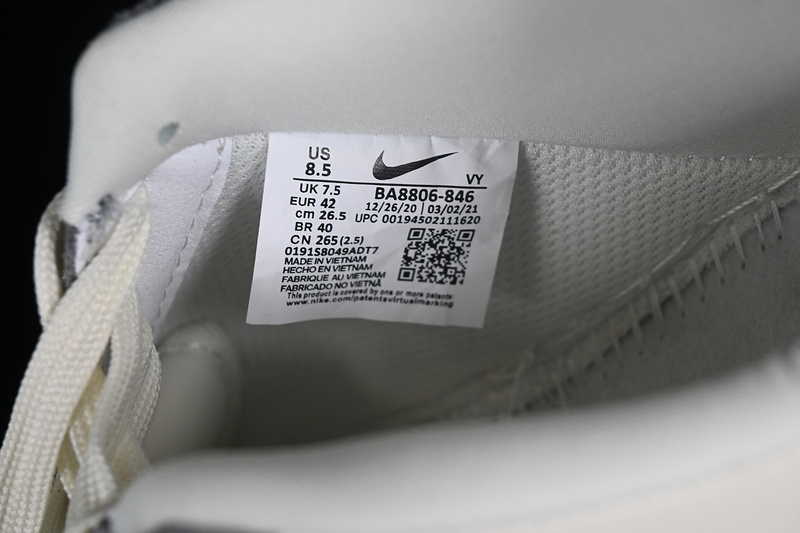 US
8.5
VY
UK 7.5
BA8806-846
EUR 42
12/26/20 | 03/02/21
cm 26.5
UPC 00194502111620
BR 40
CN 265(2.5)
0191S8049ADT7
MADE IN VIETNAM
HECHO EN VIETNAM
FABRIQUE AU VIETNAM
FABRICADO NO VIETNÃ
This product is covered by one or more patents:
www.nike.com/patentsvirtualmarking